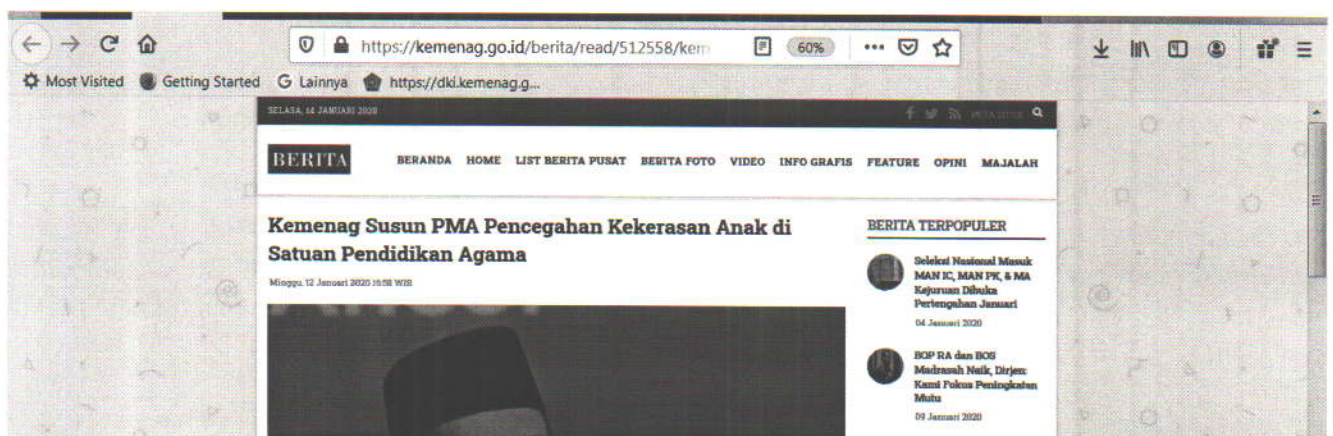 https://kemenag.go.id/berita/read/512558/kem
60%
Most Visited Getting Started G Lainnya https://dki.kemenag.g...
SELASA, 14 JANUARI 2020
BERITA BERANDA HOME LIST BERITA PUSAT BERITA FOTO VIDEO INFO GRAFIS FEATURE OPINI MAJALAH
Kemenag Susun PMA Pencegahan Kekerasan Anak di
Satuan Pendidikan Agama
Minggu, 12 Januari 2020 WIB
BERITA TERPOPULER
Seleksi Nasional Masuk
MAN IC, MAN PK, & MA
Kejuruan Dibuka
Pertengahan Januari
04 Januari 2020
BOP RA dan BOS
Madrasah Naik, Dirjen:
Kami Fokus Peningkatan
Mutu
09 Januari 2020